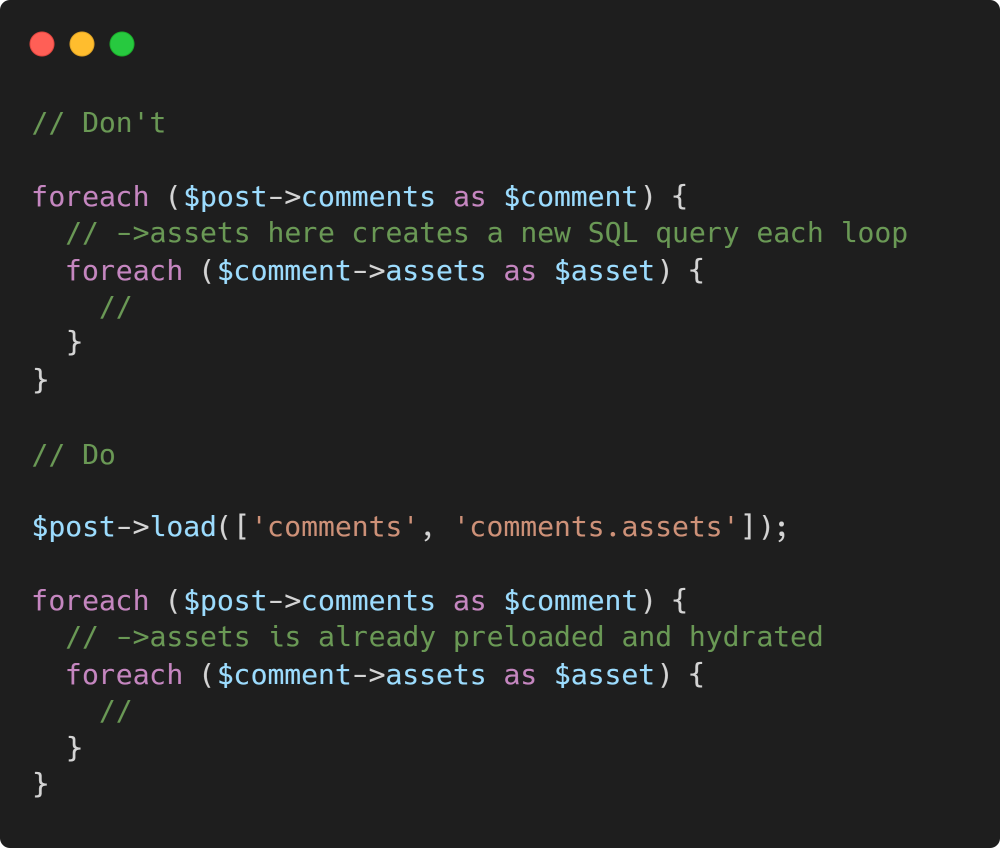 // Don't
foreach ($post->comments as $comment) {
  // ->assets here creates a new SQL query each loop
  foreach ($comment->assets as $asset) {
    //
  }
}
// Do
$post->load(['comments', 'comments.assets']);
foreach ($post->comments as $comment) {
  // ->assets is already preloaded and hydrated
  foreach ($comment->assets as $asset) {
    //
  }
}